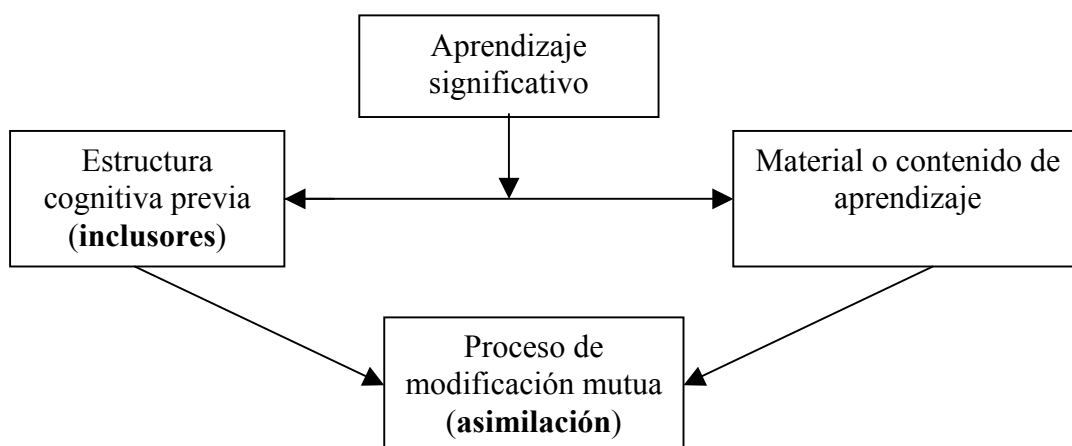 Aprendizaje
significativo
Estructura
cognitiva previa
(inclusores)
Material o contenido de
aprendizaje
Proceso de
modificación mutua
(asimilación)